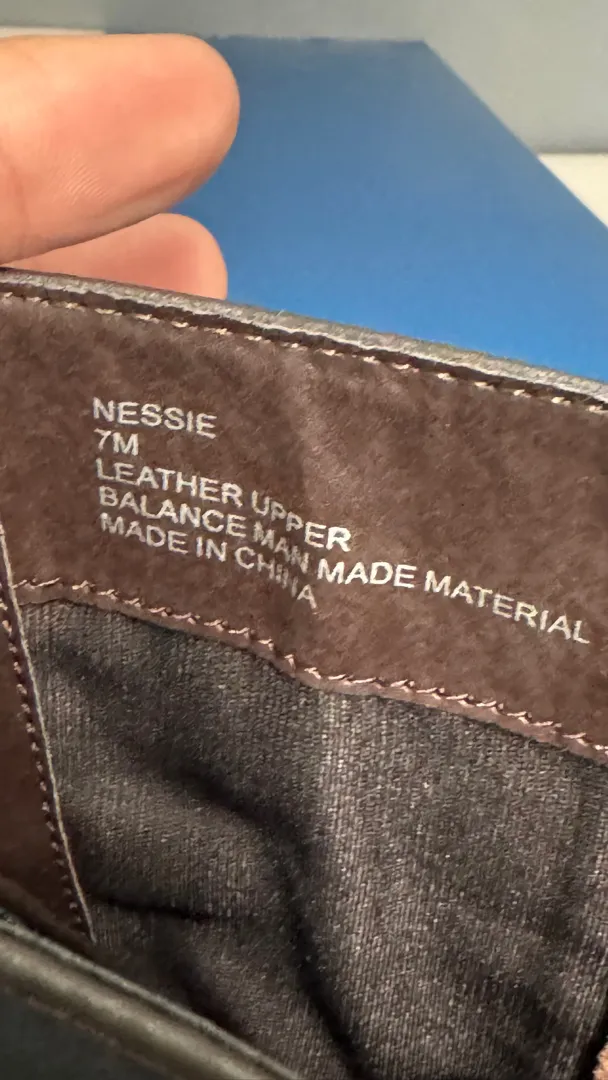 NESSIE
7M
LEATHER UPPER
BALANCE MAN MADE MATERIAL
MADE IN CHINA